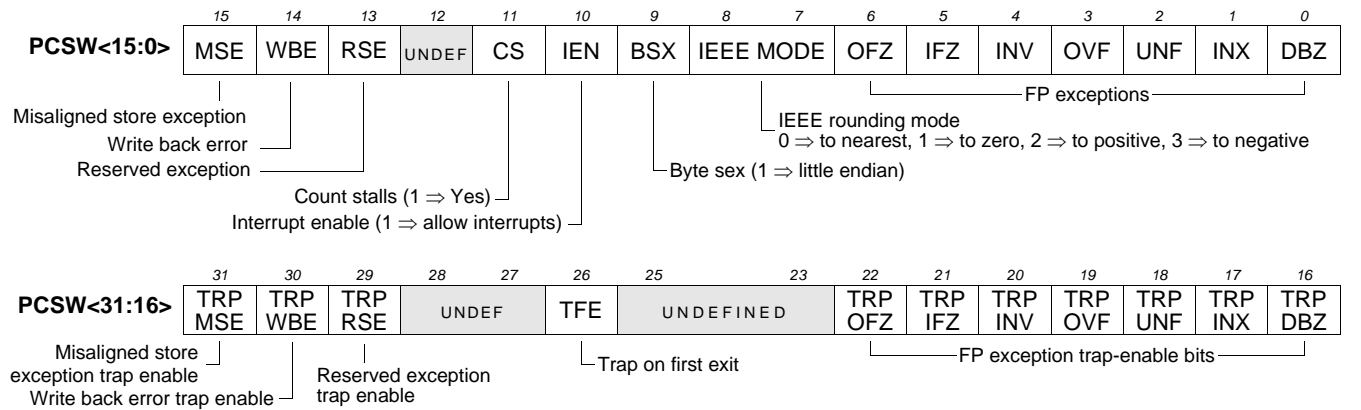 15 14 13 12 11 10 9 8 7 6 5 4 3 2 1 0
PCSW<15:0> MSE WBE RSE UNDEF CS IEN BSX IEEE MODE OFZ IFZ INV OVF UNF INX DBZ
FP exceptions
Misaligned store exception
IEEE rounding mode
Write back error
0 ⇒ to nearest, 1 ⇒ to zero, 2 ⇒ to positive, 3 ⇒ to negative
Reserved exception
Byte sex (1 ⇒ little endian)
Count stalls (1 ⇒ Yes)
Interrupt enable (1 ⇒ allow interrupts)
31 30 29 28 27 26 25 23 22 21 20 19 18 17 16
PCSW<31:16> TRP MSE TRP WBE TRP RSE UNDEF TFE UNDEFINED TRP OFZ TRP IFZ TRP INV TRP OVF TRP UNF TRP INX TRP DBZ
Misaligned store
exception trap enable
Write back error trap enable
Reserved exception
trap enable
Trap on first exit
FP exception trap-enable bits